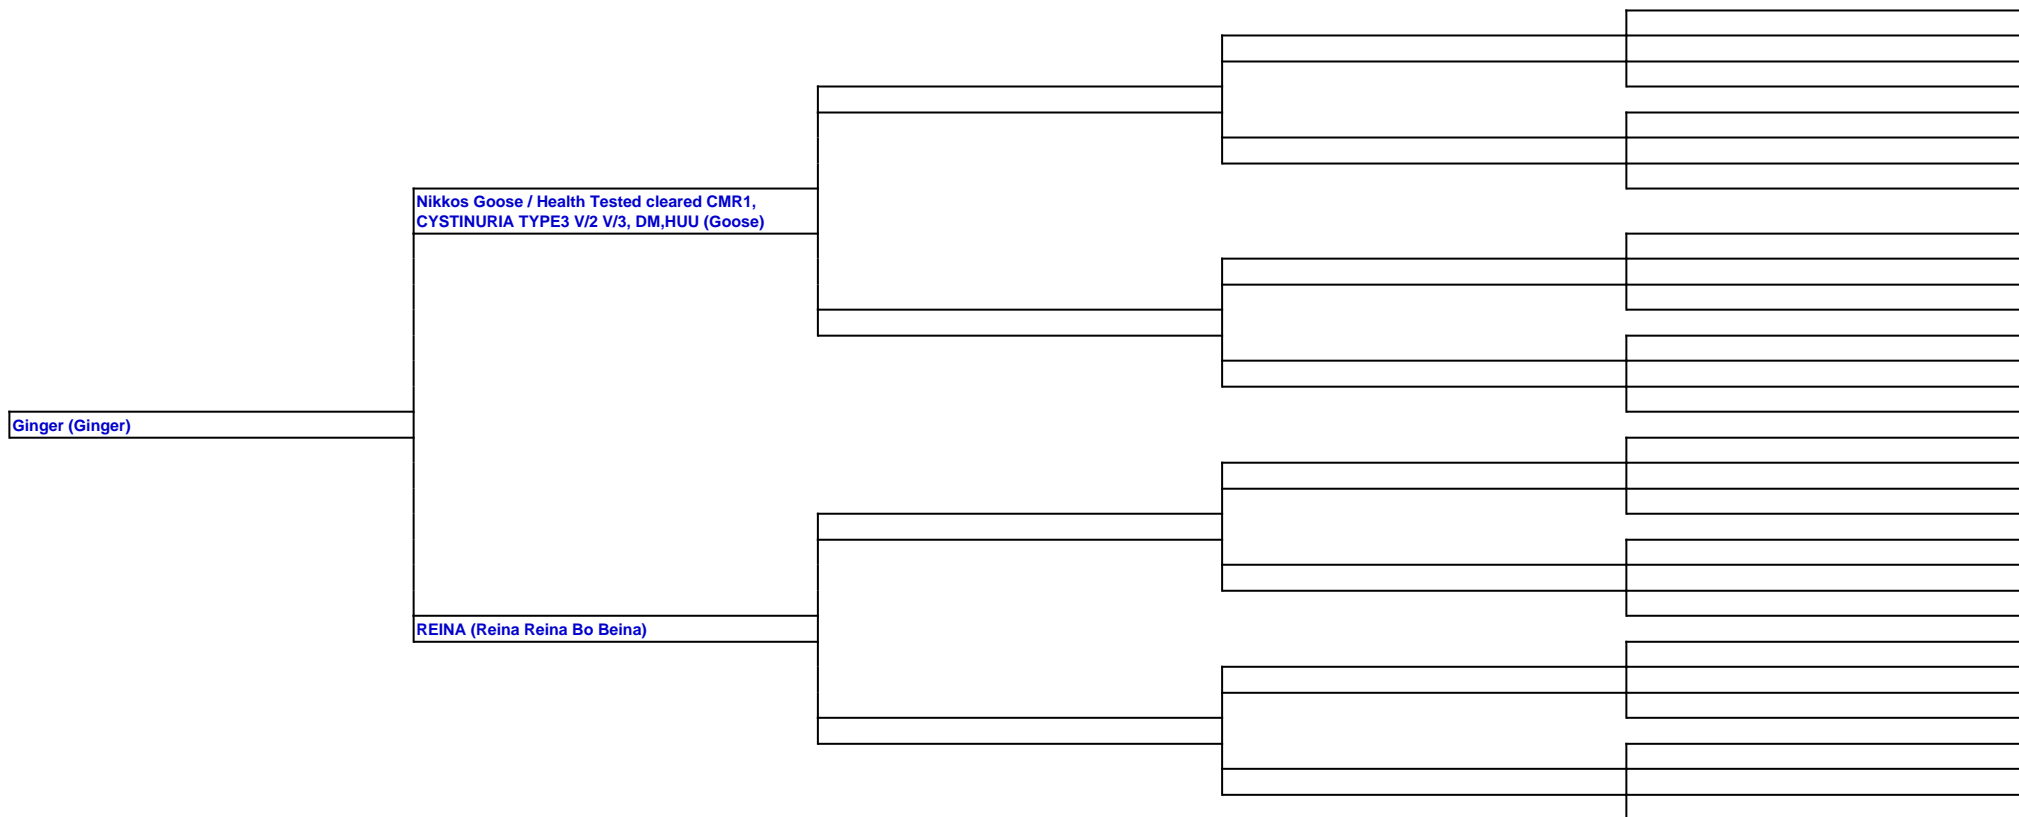 Nikkos Goose / Health Tested cleared CMR1,
CYSTINURIA TYPE3 V/2 V/3, DM,HUU (Goose)
Ginger (Ginger)
REINA (Reina Reina Bo Beina)